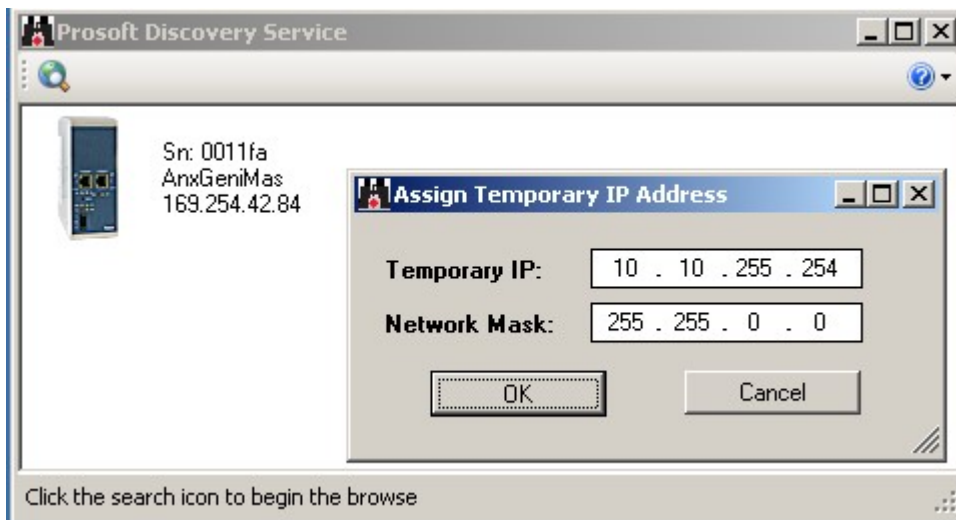 Prosoft Discovery Service
Sn: 0011fa
AnxGeniMas
169.254.42.84
Assign Temporary IP Address
Temporary IP: 10 . 10 . 255 . 254
Network Mask: 255 . 255 . 0 . 0
OK Cancel
Click the search icon to begin the browse